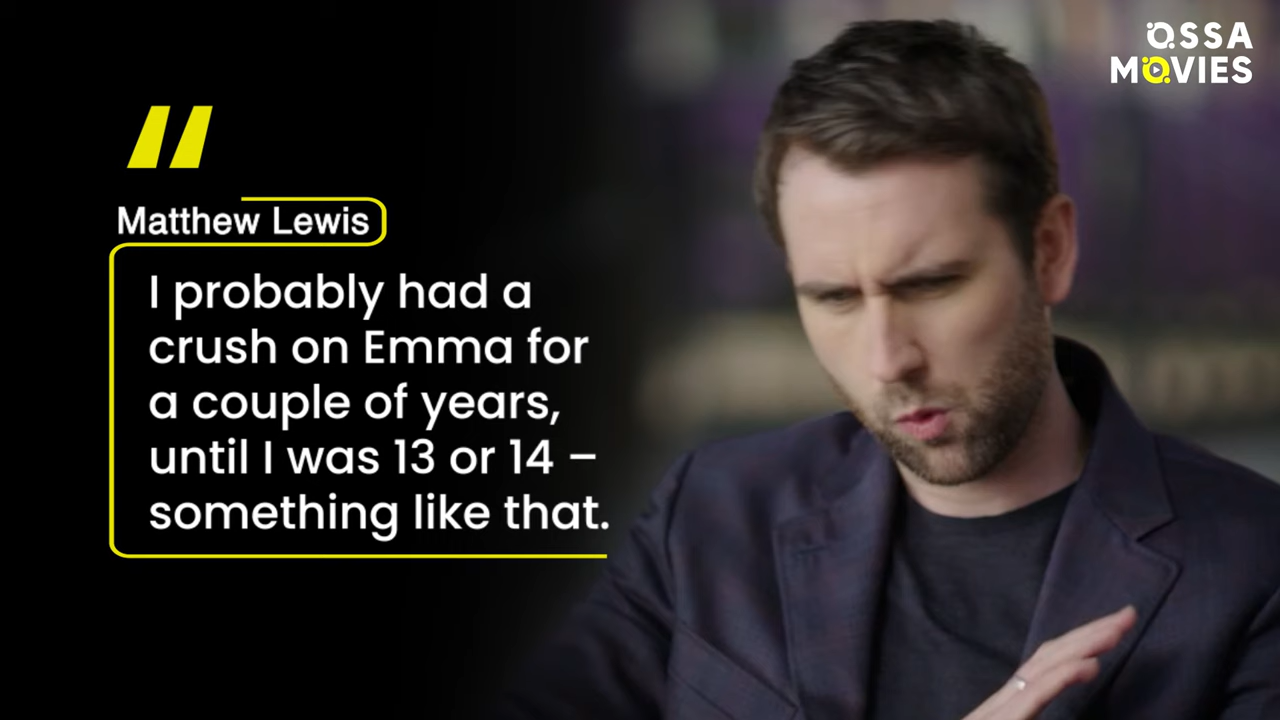 OSSA
MOVIES
"
Matthew Lewis
I probably had a
crush on Emma for
a couple of years,
until I was 13 or 14 –
something like that.